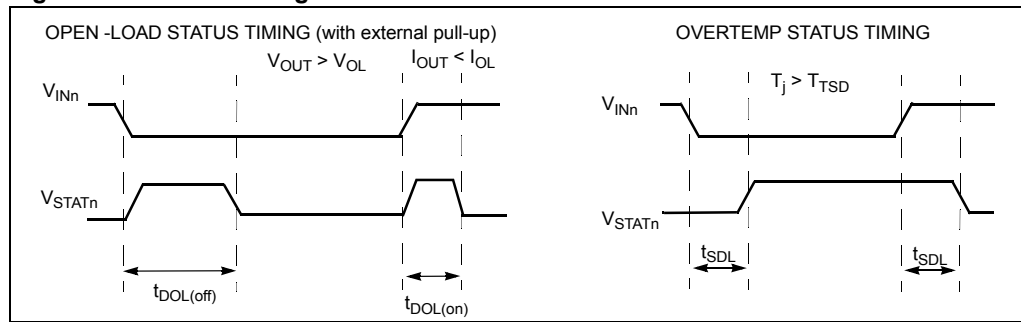 OPEN -LOAD STATUS TIMING (with external pull-up)
VOUT > VOL
IOUT < IOL
VINn
VSTATn
tDOL(off)
tDOL(on)
OVERTEMP STATUS TIMING
Tj > TTSD
VINn
VSTATn
tSDL
tSDL